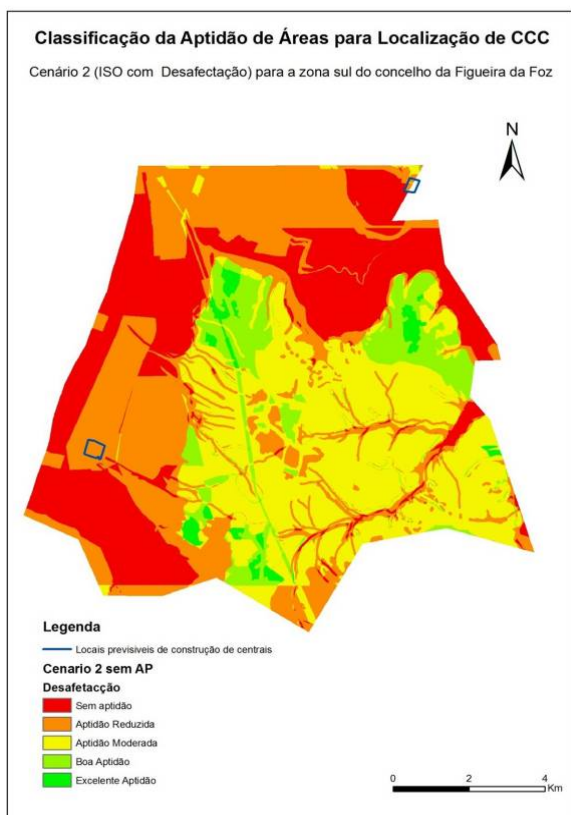 Classificação da Aptidão de Áreas para Localização de CCC
Cenário 2 (ISO com Desafectação) para a zona sul do concelho da Figueira da Foz
N
Legenda
Locais previsiveis de construção de centrais
Cenario 2 sem AP
Desafetacção
Sem aptidão
Aptidão Reduzida
Aptidão Moderada
Boa Aptidão
Excelente Aptidão
0 2 4
Km